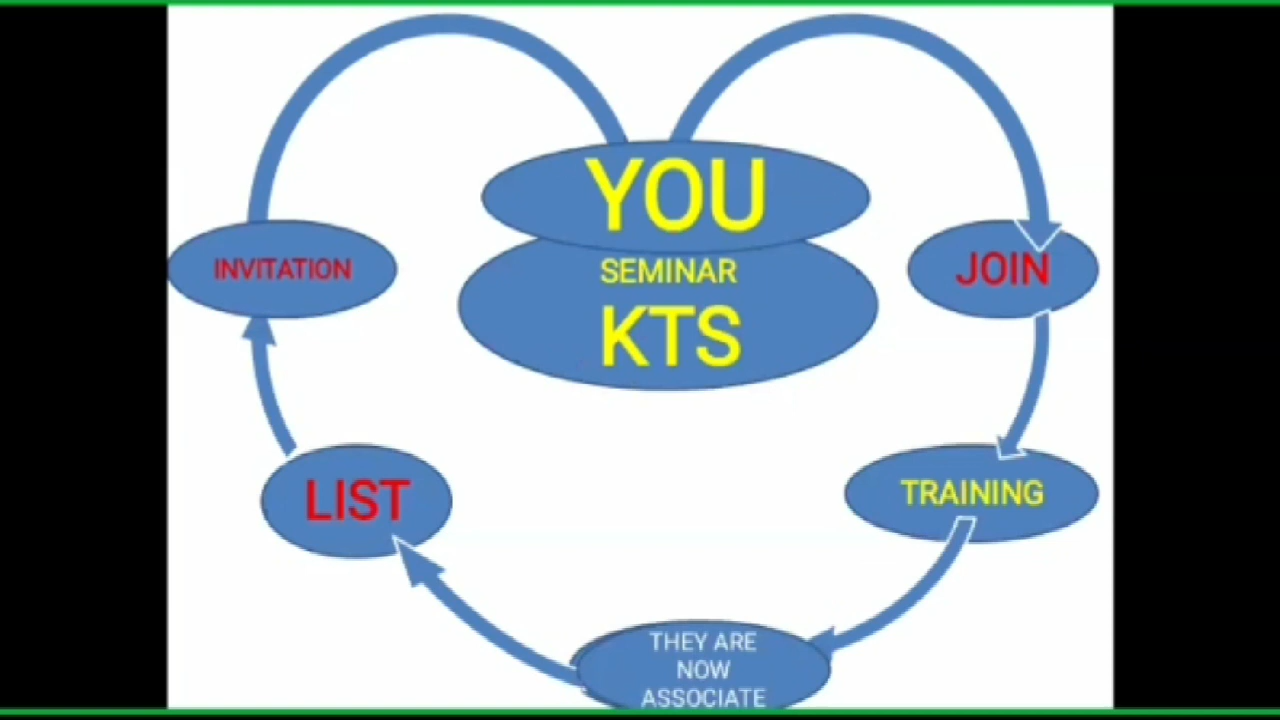 YOU
SEMINAR
KTS
INVITATION
JOIN
LIST
TRAINING
THEY ARE
NOW
ASSOCIATE